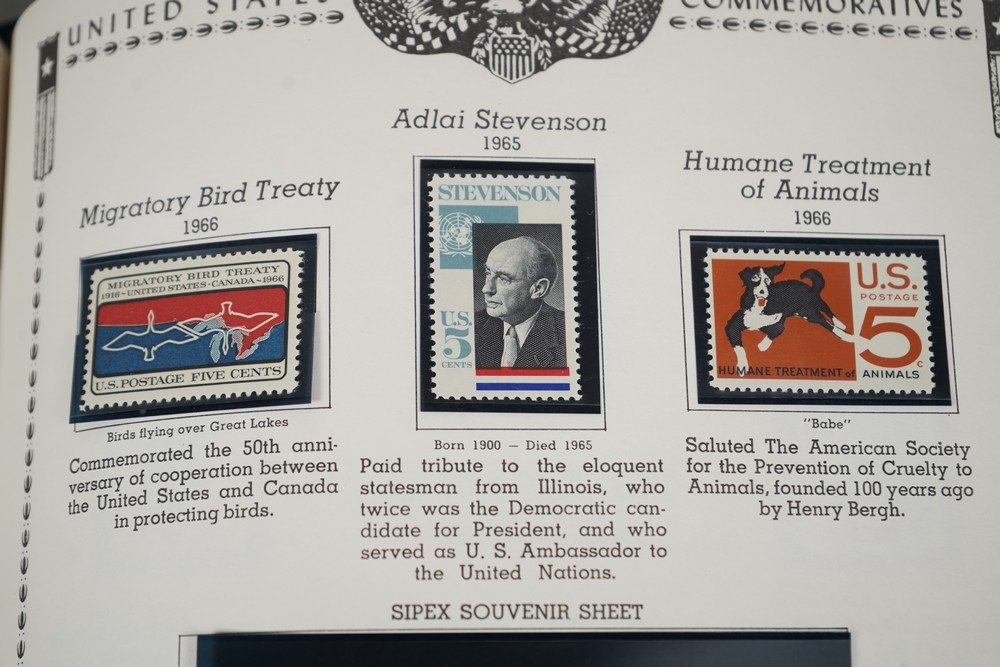 UNITED STATES
COMMEMORATIVES
Migratory Bird Treaty
1966
MIGRATORY BIRD TREATY
1916~UNITED STATES·CANADA~1966
U.S. POSTAGE FIVE CENTS
Birds flying over Great Lakes
Commemorated the 50th anni-
versary of cooperation between
the United States and Canada
in protecting birds.
Adlai Stevenson
1965
STEVENSON
U.S.
5
CENTS
Born 1900 — Died 1965
Paid tribute to the eloquent
statesman from Illinois, who
twice was the Democratic can-
didate for President, and who
served as U. S. Ambassador to
the United Nations.
Humane Treatment
of Animals
1966
U.S.
POSTAGE
5c
HUMANE TREATMENT of ANIMALS
"Babe"
Saluted The American Society
for the Prevention of Cruelty to
Animals, founded 100 years ago
by Henry Bergh.
SIPEX SOUVENIR SHEET